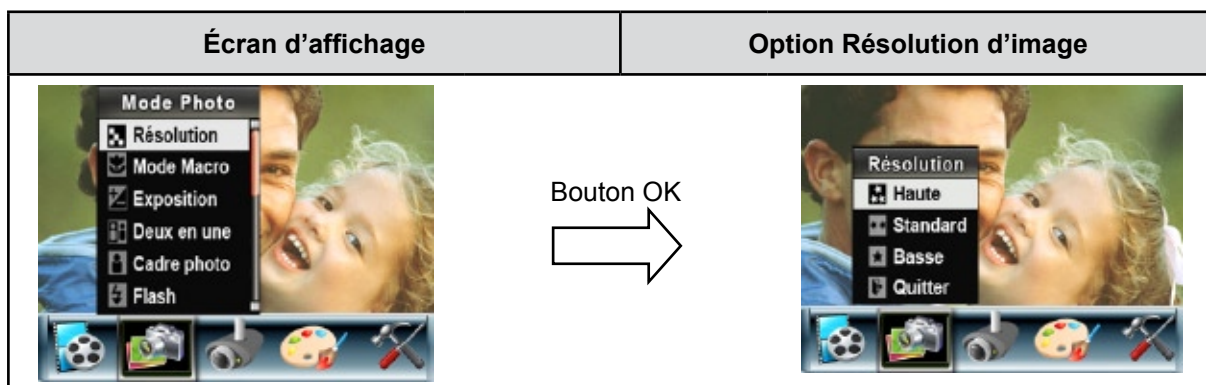 Écran d’affichage
Option Résolution d’image
Mode Photo
Résolution
Mode Macro
Exposition
Deux en une
Cadre photo
Flash
Bouton OK
Résolution
Haute
Standard
Basse
Quitter